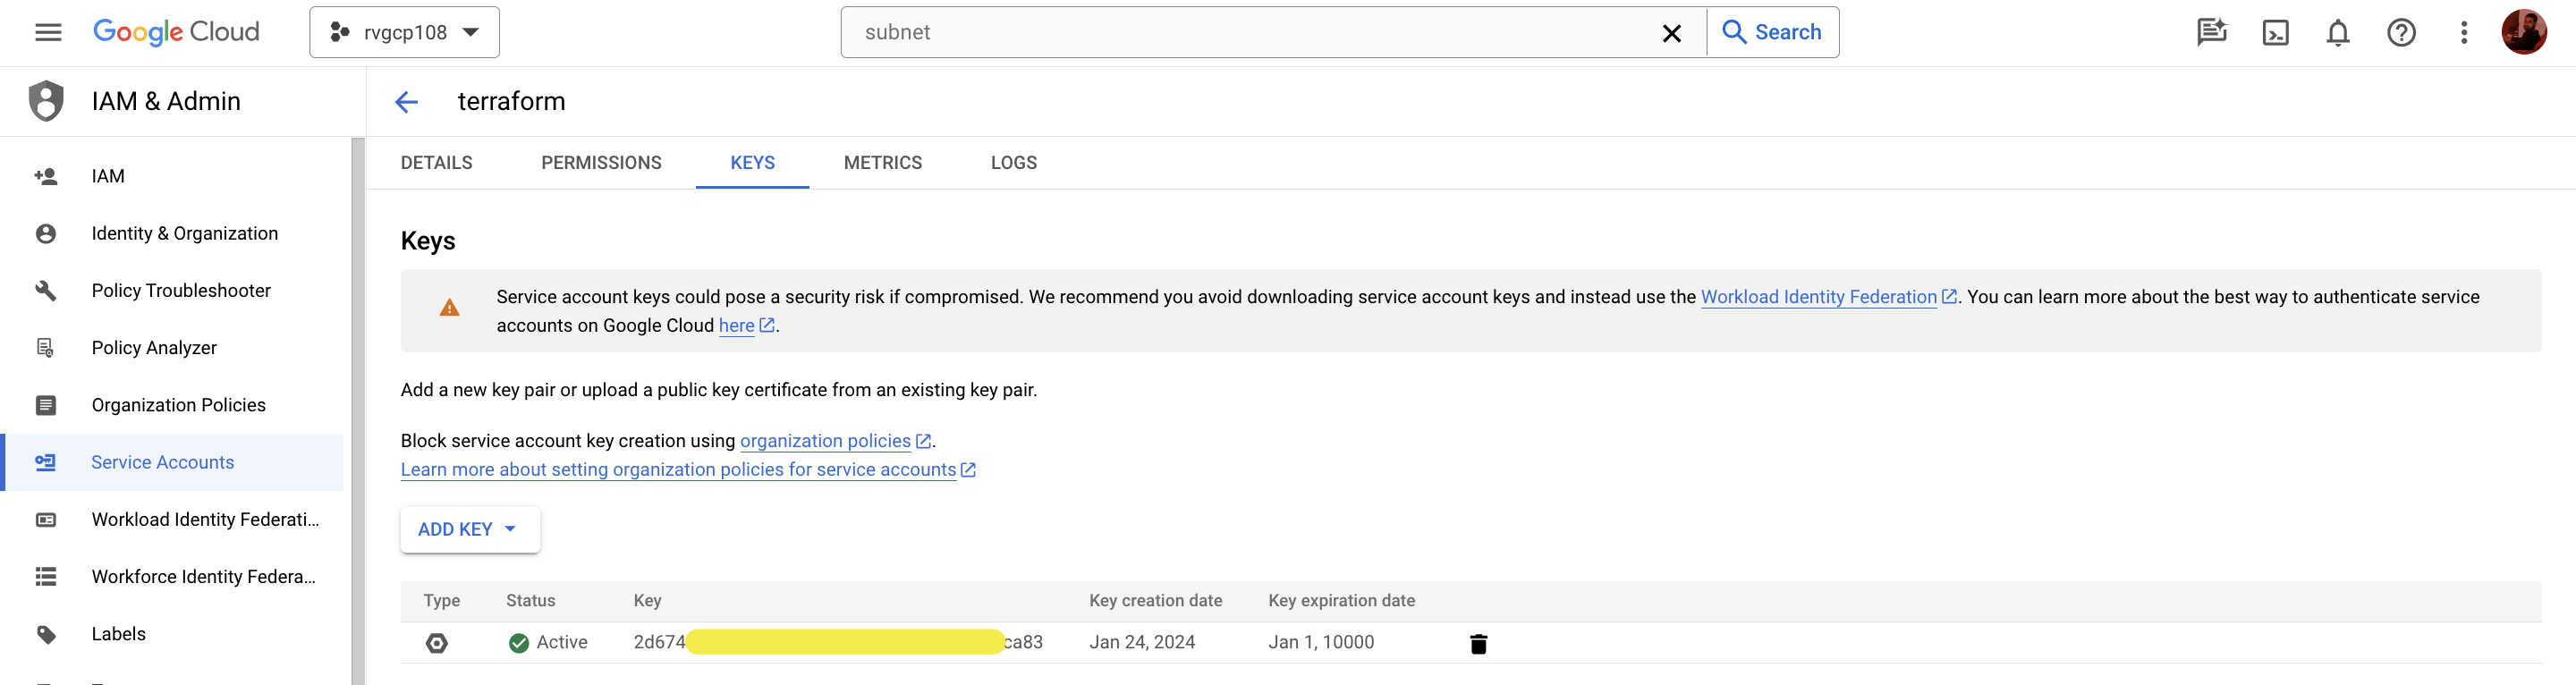 Google Cloud
rvgcp108
subnet
Search
IAM & Admin
terraform
IAM
Identity & Organization
Policy Troubleshooter
Policy Analyzer
Organization Policies
Service Accounts
Workload Identity Federati...
Workforce Identity Federa...
Labels
DETAILS PERMISSIONS KEYS METRICS LOGS
Keys
Service account keys could pose a security risk if compromised. We recommend you avoid downloading service account keys and instead use the Workload Identity Federation. You can learn more about the best way to authenticate service
accounts on Google Cloud here.
Add a new key pair or upload a public key certificate from an existing key pair.
Block service account key creation using organization policies.
Learn more about setting organization policies for service accounts
ADD KEY
Type Status Key Key creation date Key expiration date
Active 2d674 ca83 Jan 24, 2024 Jan 1, 10000